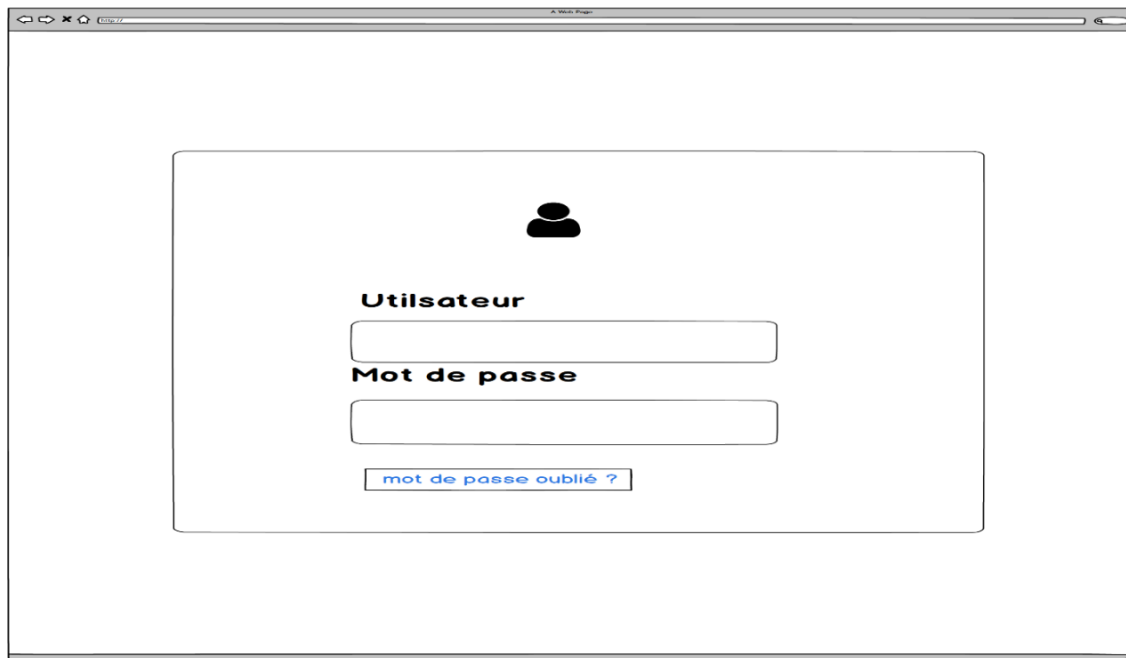 A Web Page
http://
Utilsateur
Mot de passe
mot de passe oublié ?